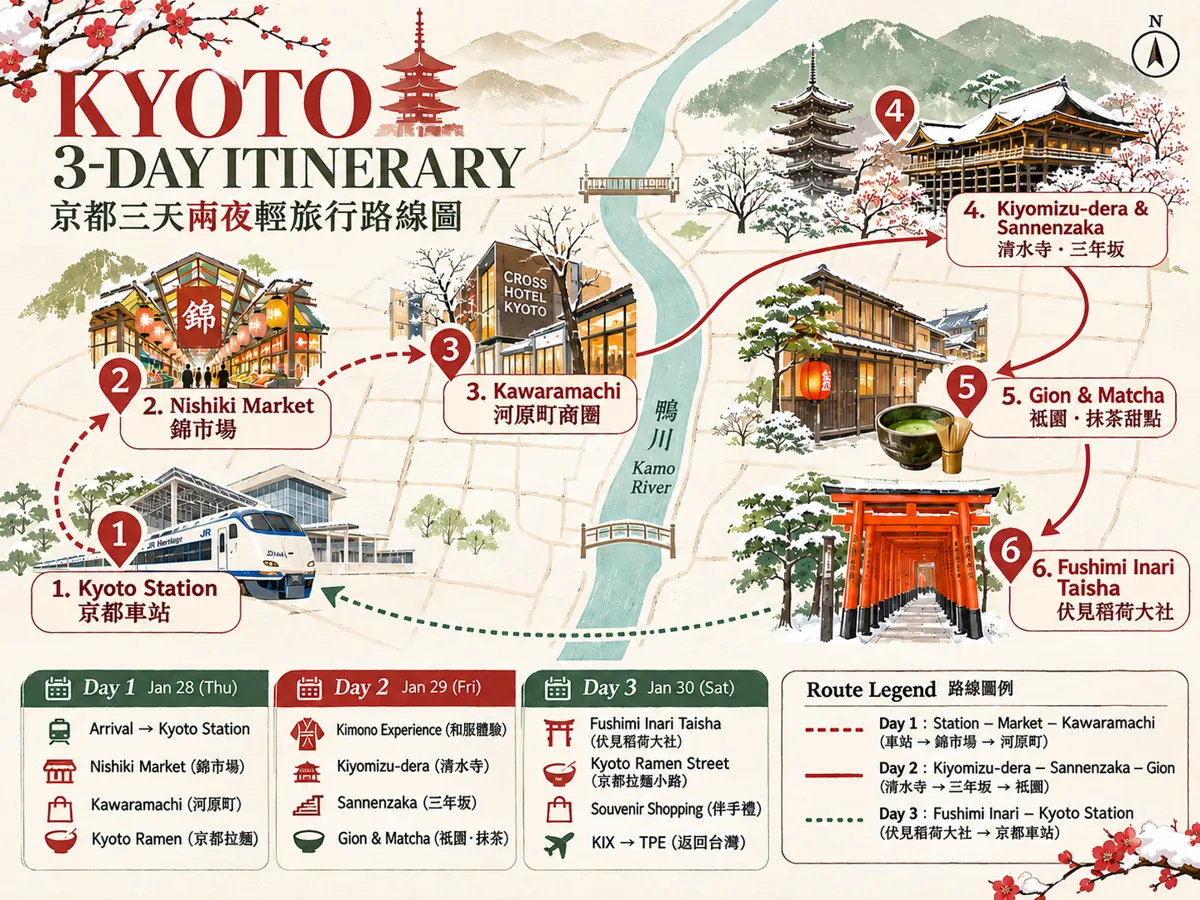 N
KYOTO
3-DAY ITINERARY
京都三天兩夜輕旅行路線圖
4
4. Kiyomizu-dera &
Sannenzaka
清水寺・三年坂
錦
2
2. Nishiki Market
錦市場
CROSS
HOTEL
KYOTO
3
3. Kawaramachi
河原町商圈
鴨川
Kamo
River
5
5. Gion & Matcha
祇園・抹茶甜點
1
JR Heritage
JR
1. Kyoto Station
京都車站
6
6. Fushimi Inari
Taisha
伏見稻荷大社
Day 1 Jan 28 (Thu)
Arrival → Kyoto Station
Nishiki Market (錦市場)
Kawaramachi (河原町)
Kyoto Ramen (京都拉麵)
Day 2 Jan 29 (Fri)
Kimono Experience (和服體驗)
Kiyomizu-dera (清水寺)
Sannenzaka (三年坂)
Gion & Matcha (祇園・抹茶)
Day 3 Jan 30 (Sat)
Fushimi Inari Taisha
(伏見稻荷大社)
Kyoto Ramen Street
(京都拉麵小路)
Souvenir Shopping (伴手禮)
KIX → TPE (返回台灣)
Route Legend 路線圖例
Day 1 : Station – Market – Kawaramachi
(車站 → 錦市場 → 河原町)
Day 2 : Kiyomizu-dera – Sannenzaka – Gion
(清水寺 → 三年坂 → 祇園)
Day 3 : Fushimi Inari – Kyoto Station
(伏見稻荷大社 → 京都車站)